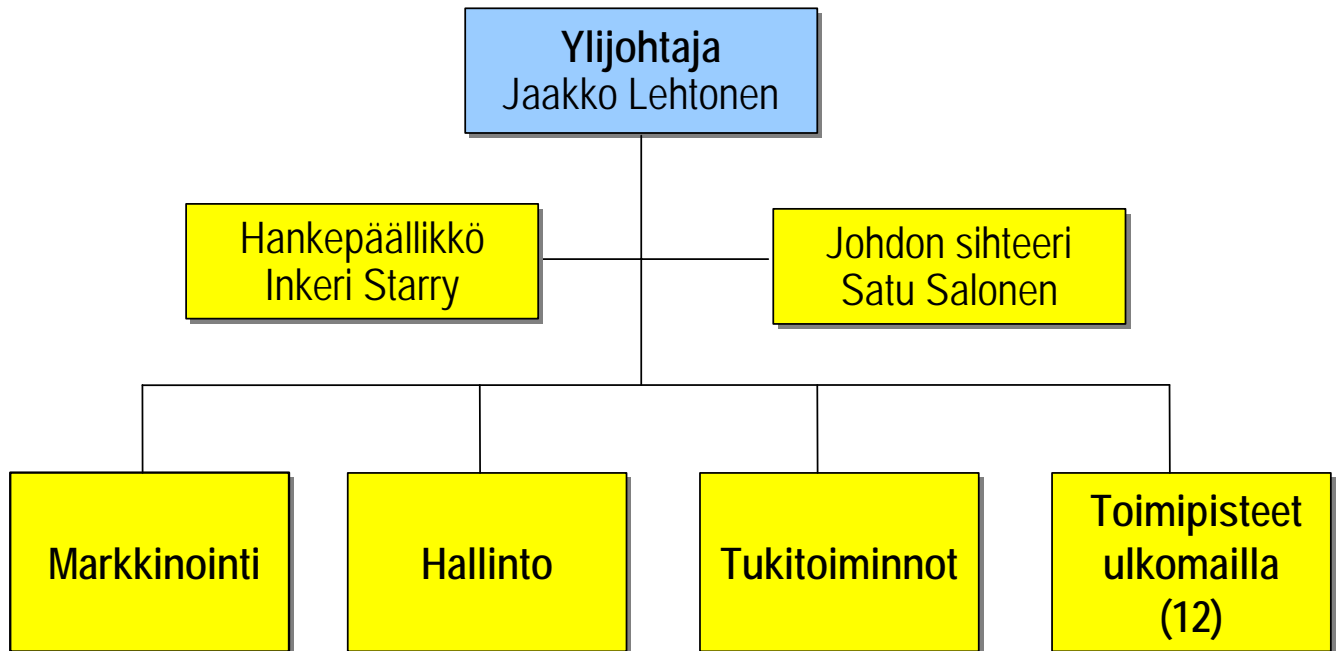 Ylijohtaja
Jaakko Lehtonen
Hankepäällikkö
Inkeri Starry
Johdon sihteeri
Satu Salonen
Markkinointi
Hallinto
Tukitoiminnot
Toimipisteet
ulkomailla
(12)